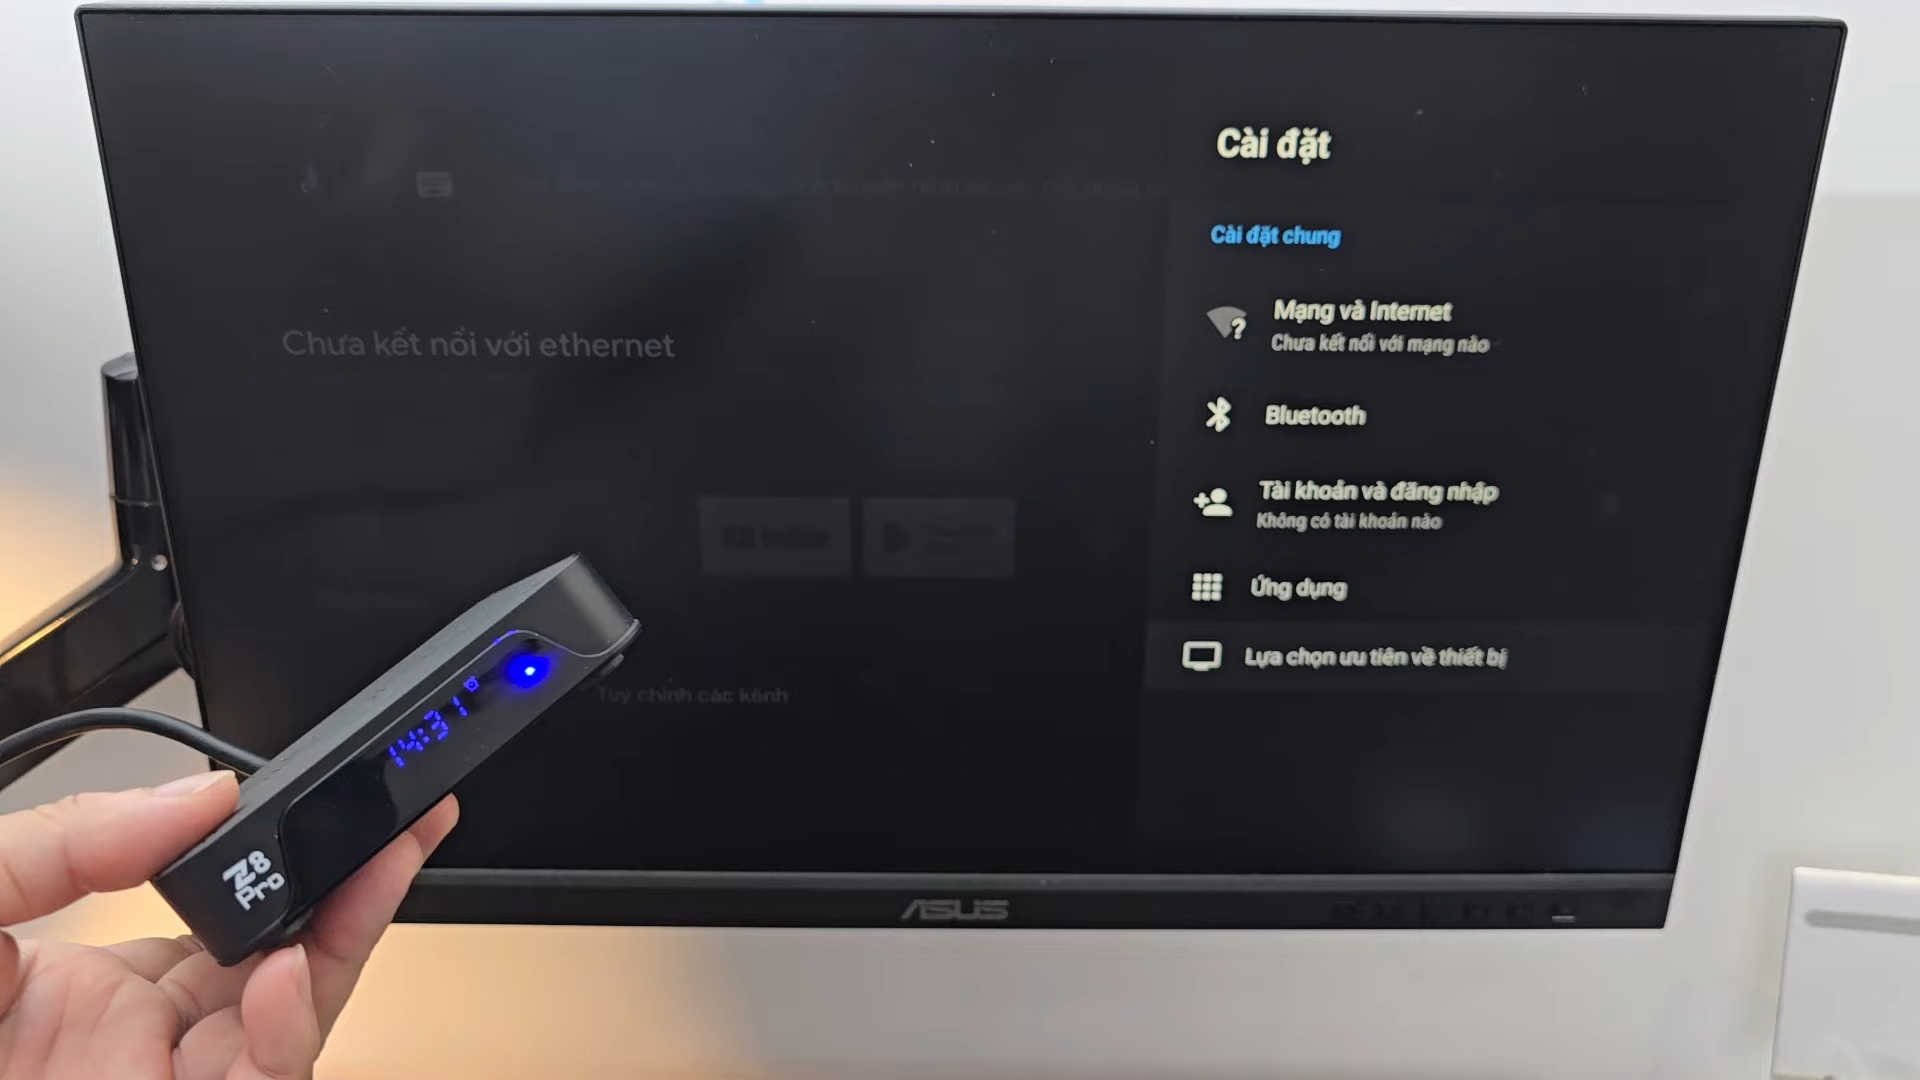 Cài đặt
Cài đặt chung
Mạng và Internet
Chưa kết nối với mạng nào
Chưa kết nồi với ethernet
Bluetooth
Tài khoản và đăng nhập
Không có tài khoản nào
YouTube
Ứng dụng
Lựa chọn ưu tiên về thiết bị
Tùy chỉnh các kênh
14:31
Z8
Pro
ASUS